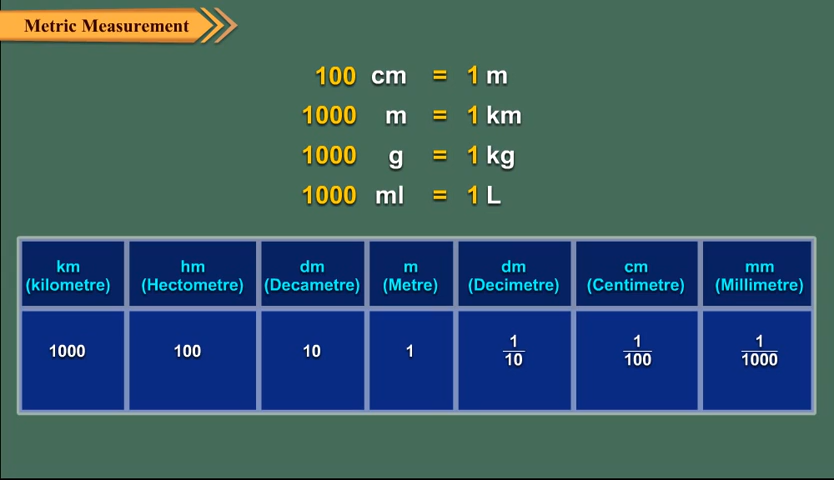 Metric Measurement
100 cm = 1 m
1000 m = 1 km
1000 g = 1 kg
1000 ml = 1 L
km hm dm m dm cm mm
(kilometre) (Hectometre) (Decametre) (Metre) (Decimetre) (Centimetre) (Millimetre)
1000 100 10 1 1/10 1/100 1/1000